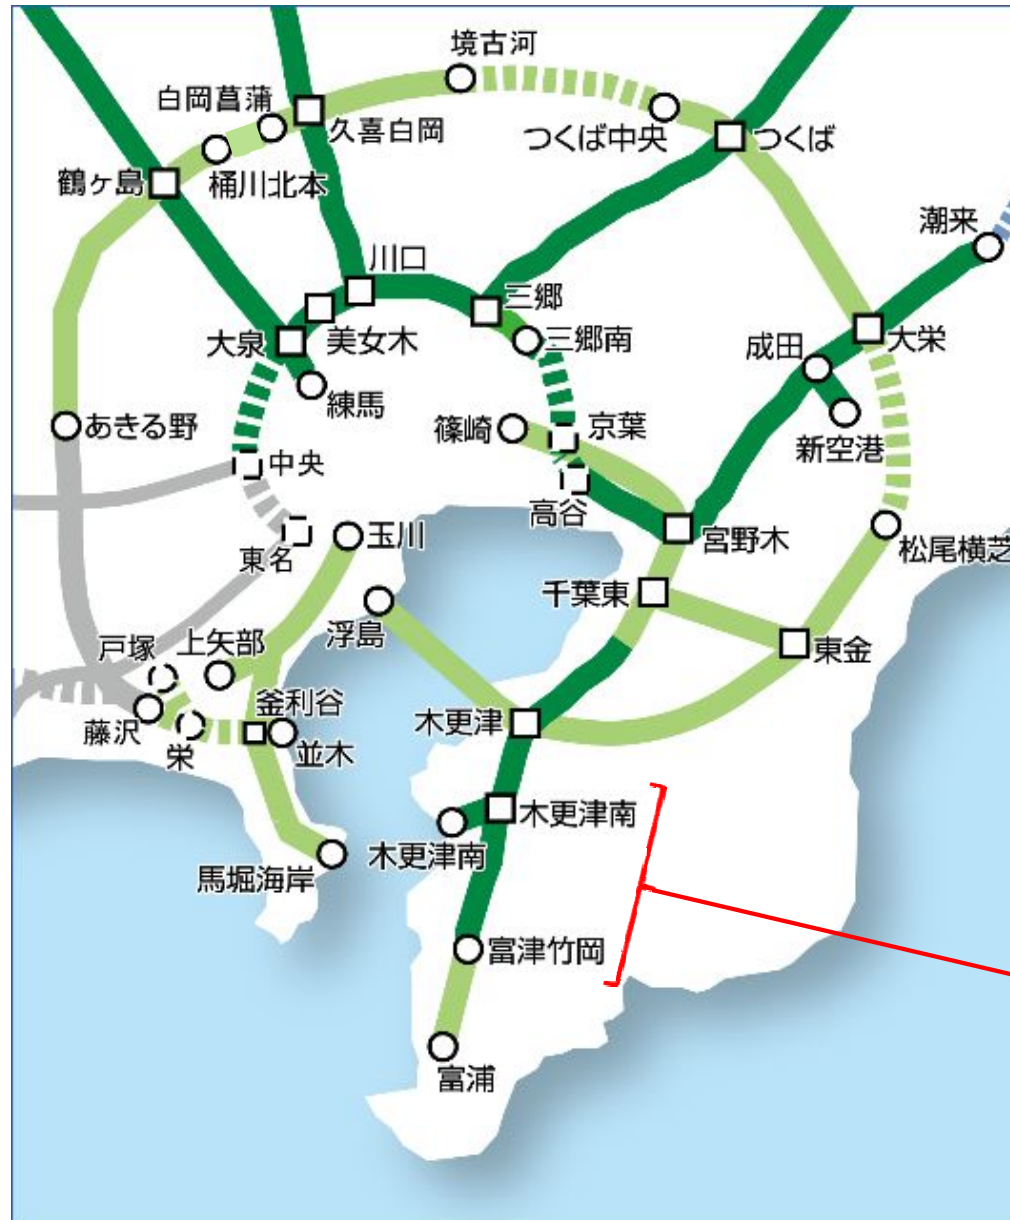 境古河
白岡菖蒲
久喜白岡
つくば中央
つくば
鶴ヶ島
桶川北本
潮来
川口
三郷
大泉
美女木
三郷南
大栄
成田
練馬
あきる野
篠崎
京葉
新空港
中央
高谷
東名
玉川
宮野木
松尾横芝
千葉東
浮島
戸塚
上矢部
東金
釜利谷
木更津
藤沢
栄
並木
木更津南
木更津南
馬堀海岸
富津竹岡
富浦